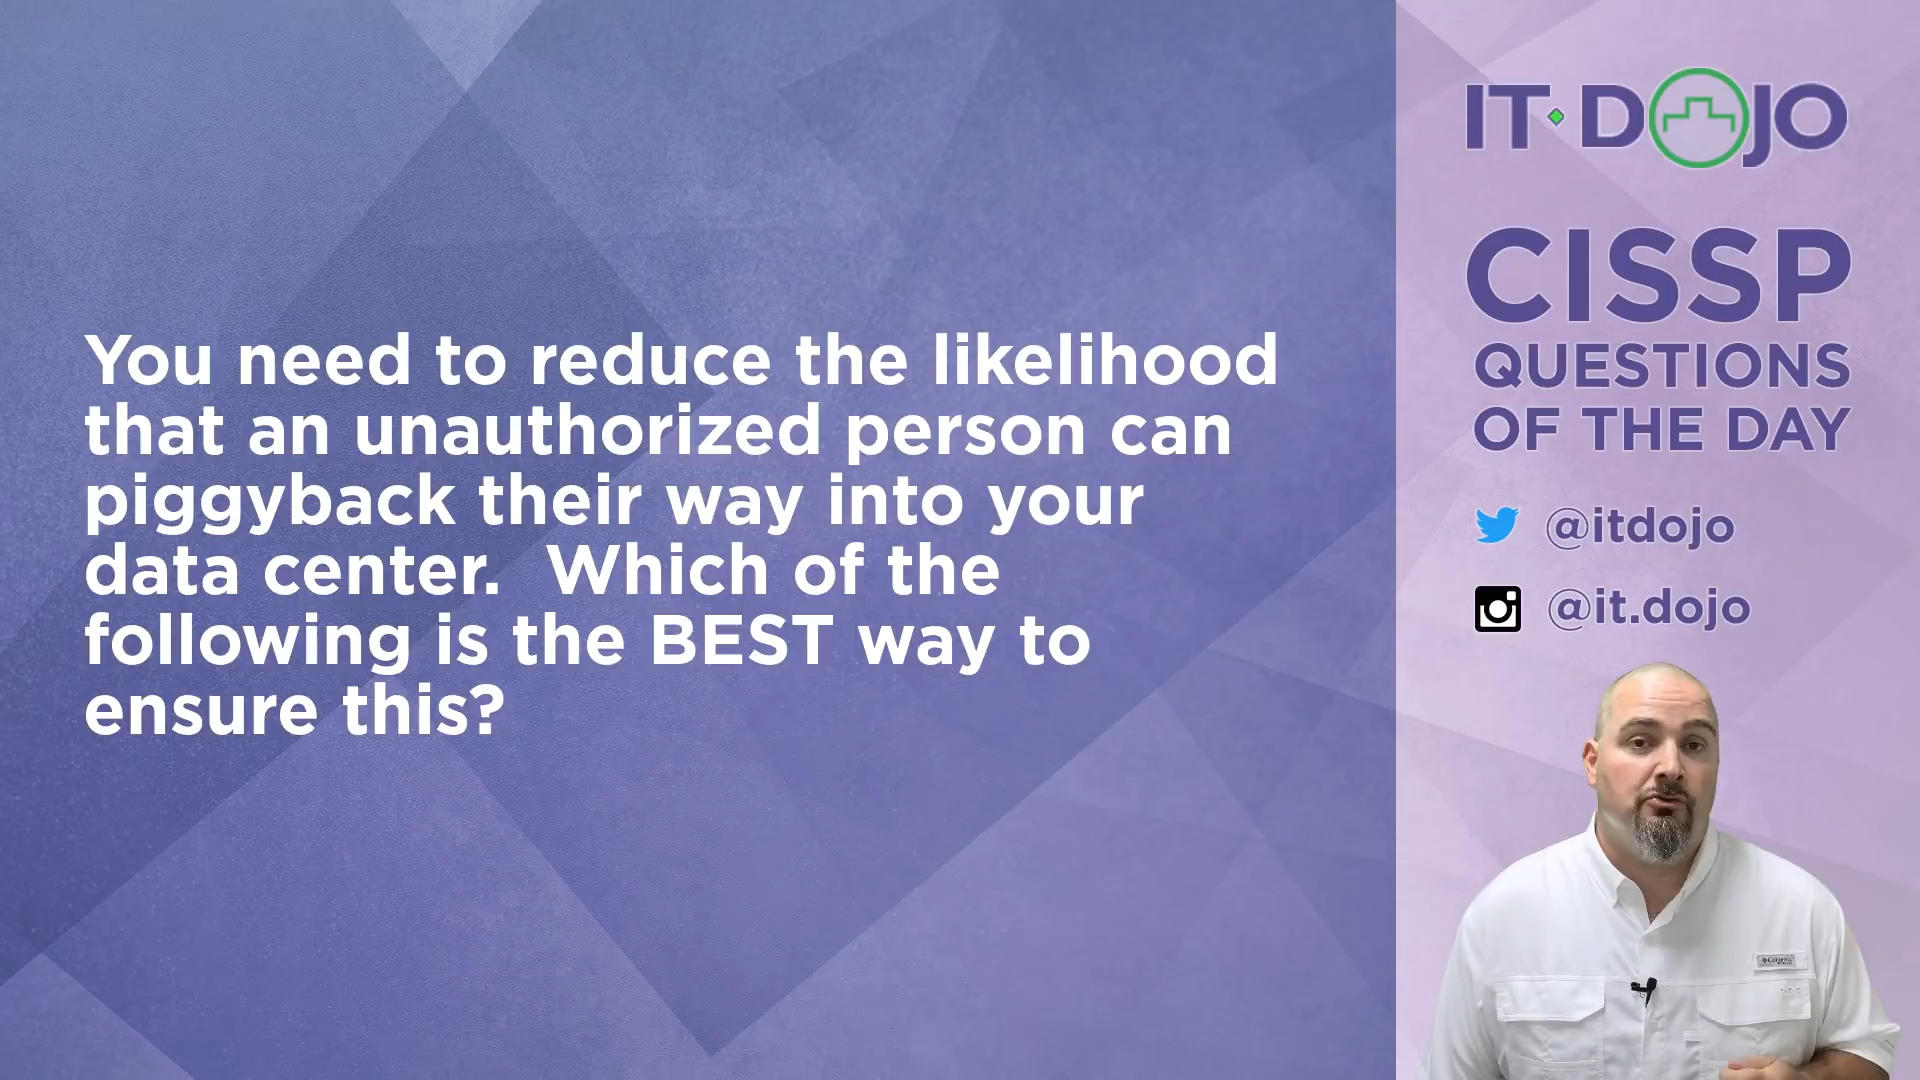 You need to reduce the likelihood
that an unauthorized person can
piggyback their way into your
data center.  Which of the
following is the BEST way to
ensure this?
IT DOJO
CISSP
QUESTIONS
OF THE DAY
@itdojo
@it.dojo
Columbia